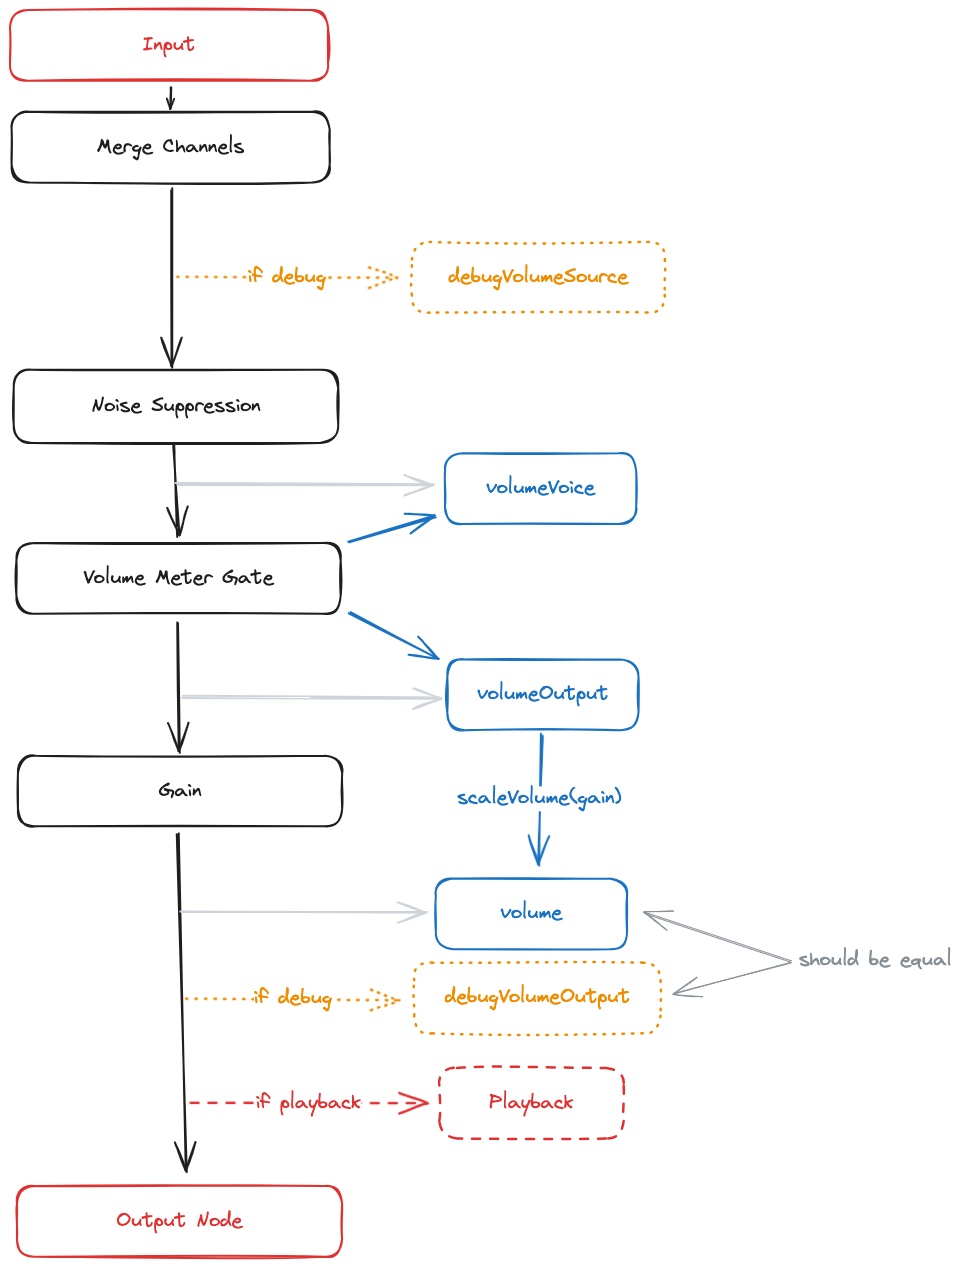 Input
Merge Channels
if debug
debugVolumeSource
Noise Suppression
volumeVoice
Volume Meter Gate
volumeOutput
Gain
scaleVolume(gain)
volume
should be equal
if debug
debugVolumeOutput
if playback
Playback
Output Node